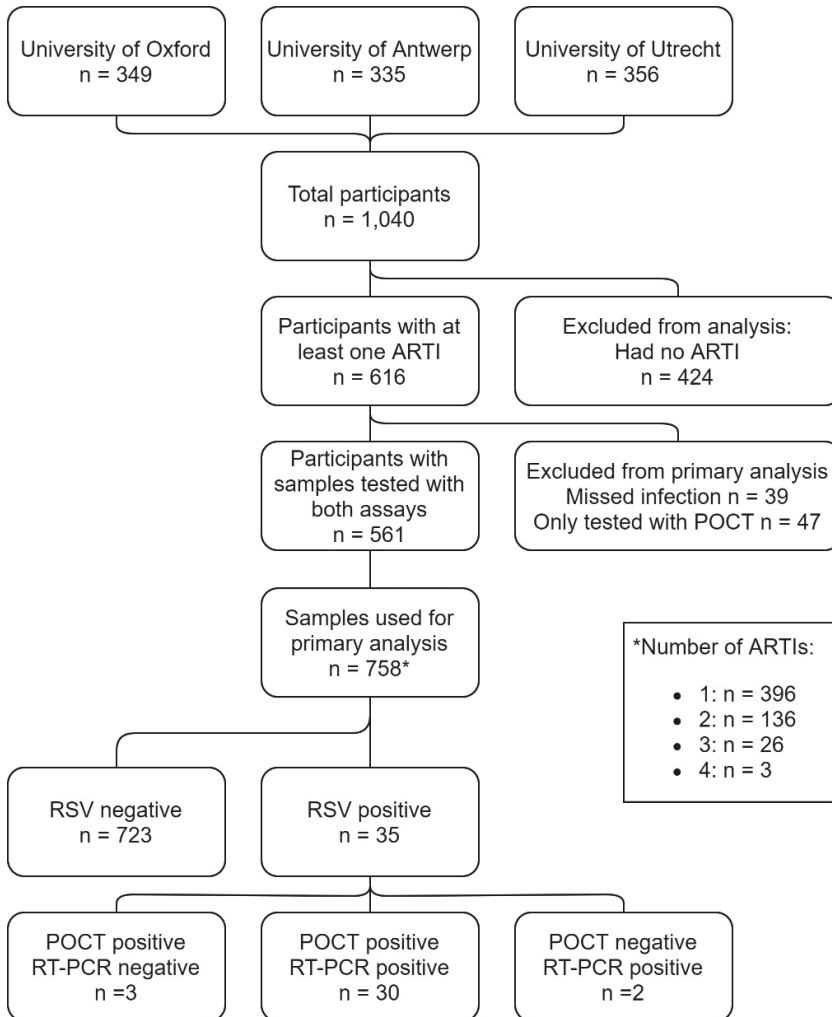 University of Oxford
n = 349
University of Antwerp
n = 335
University of Utrecht
n = 356
Total participants
n = 1,040
Participants with at
least one ARTI
n = 616
Excluded from analysis:
Had no ARTI
n = 424
Participants with
samples tested with
both assays
n = 561
Excluded from primary analysis
Missed infection n = 39
Only tested with POCT n = 47
Samples used for
primary analysis
n = 758*
*Number of ARTIs:
• 1: n = 396
• 2: n = 136
• 3: n = 26
• 4: n = 3
RSV negative
n = 723
RSV positive
n = 35
POCT positive
RT-PCR negative
n =3
POCT positive
RT-PCR positive
n = 30
POCT negative
RT-PCR positive
n =2